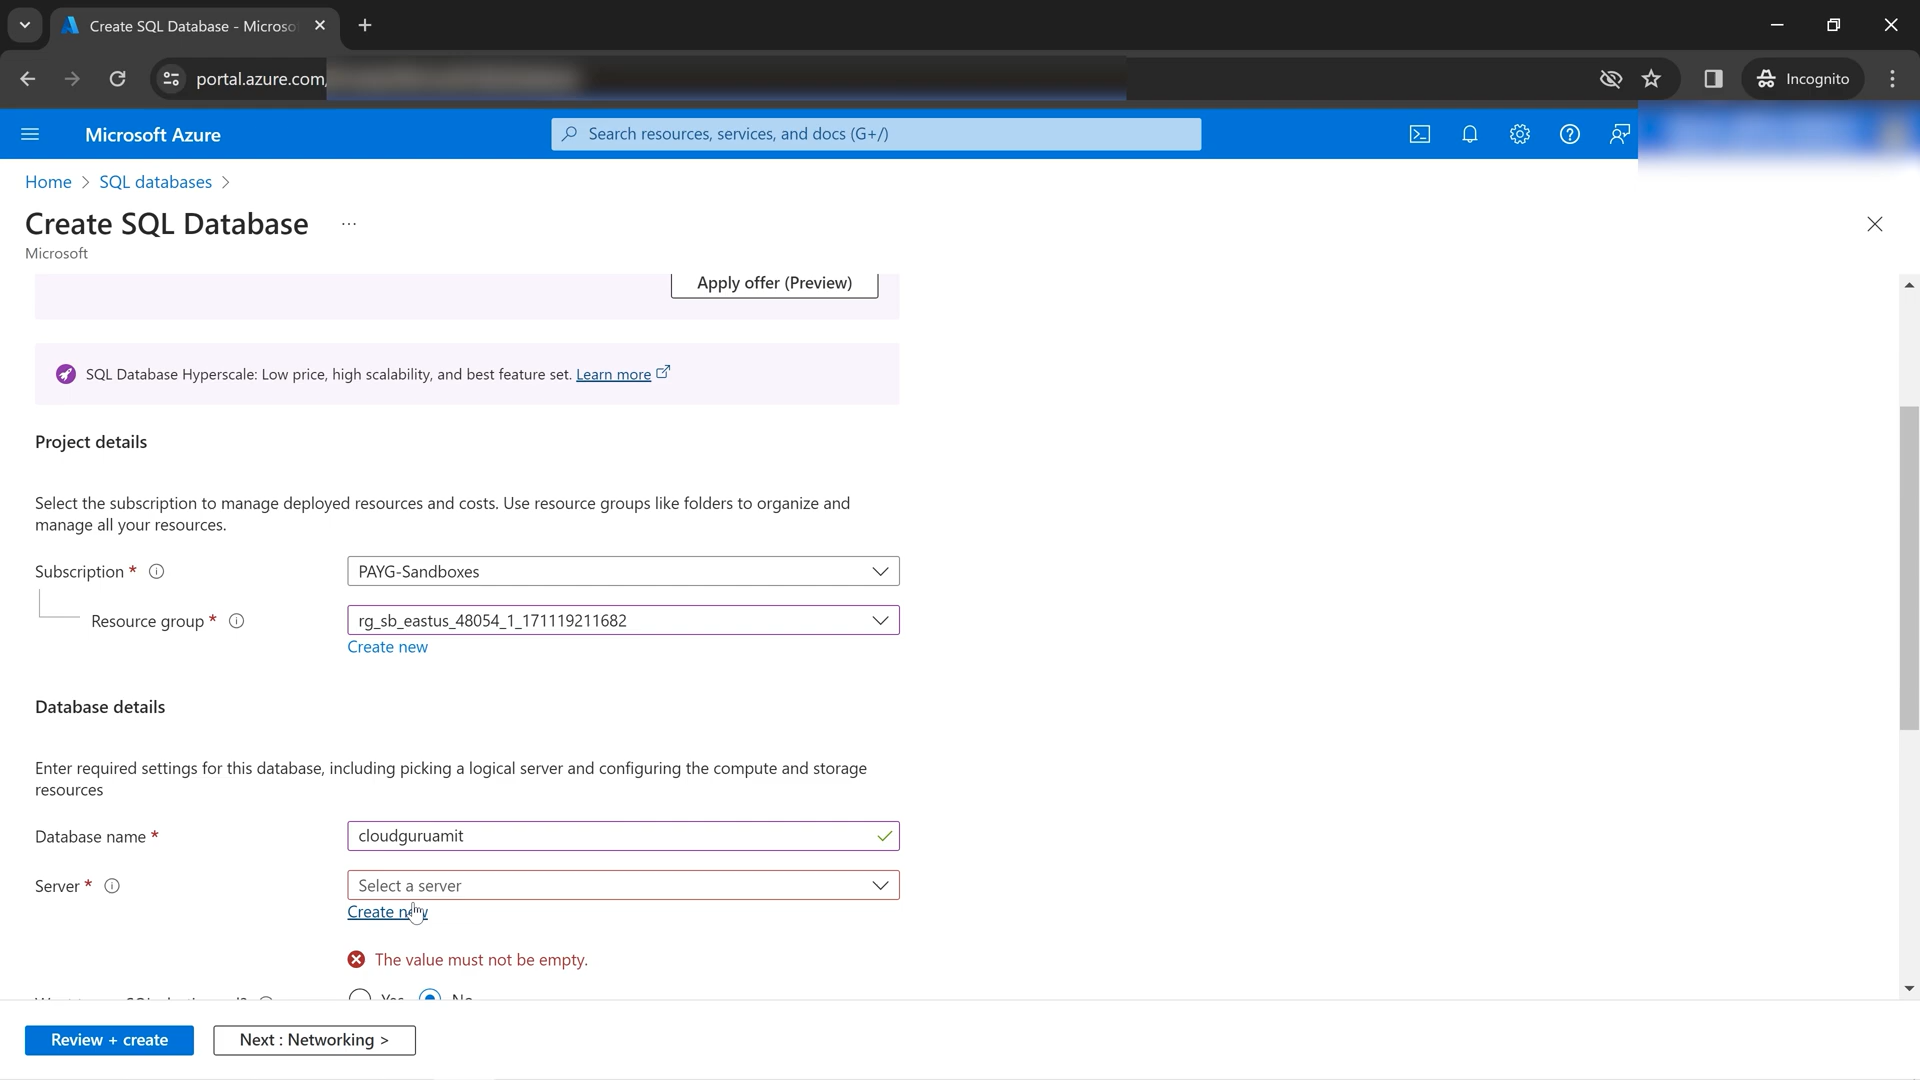 Create SQL Database - Microso
portal.azure.com/
Incognito
Microsoft Azure
Search resources, services, and docs (G+/)
Home > SQL databases >
Create SQL Database ...
Microsoft
Apply offer (Preview)
SQL Database Hyperscale: Low price, high scalability, and best feature set. Learn more
Project details
Select the subscription to manage deployed resources and costs. Use resource groups like folders to organize and
manage all your resources.
Subscription *
PAYG-Sandboxes
Resource group *
rg_sb_eastus_48054_1_171119211682
Create new
Database details
Enter required settings for this database, including picking a logical server and configuring the compute and storage
resources
Database name *
cloudguruamit
Server *
Select a server
Create new
The value must not be empty.
Yes No
Review + create
Next : Networking >